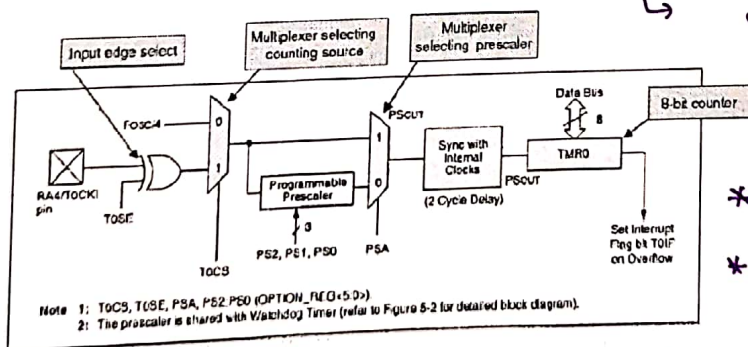 Input edge select
Multiplexer selecting
counting source
Multiplexer
selecting prescaler
8-bit counter
Data Bus
8
Fosc/4
0
1
PSOUT
1
0
RA4/T0CKI
pin
T0SE
Programmable
Prescaler
3
PS2, PS1, PS0
T0CS
PSA
Sync with
Internal
Clocks
(2 Cycle Delay)
PSOUT
TMR0
Set Interrupt
Flag bit T0IF
on Overflow
Note 1: T0CS, T0SE, PSA, PS2:PS0 (OPTION_REG<5:0>).
2: The prescaler is shared with Watchdog Timer (refer to Figure 5-2 for detailed block diagram).